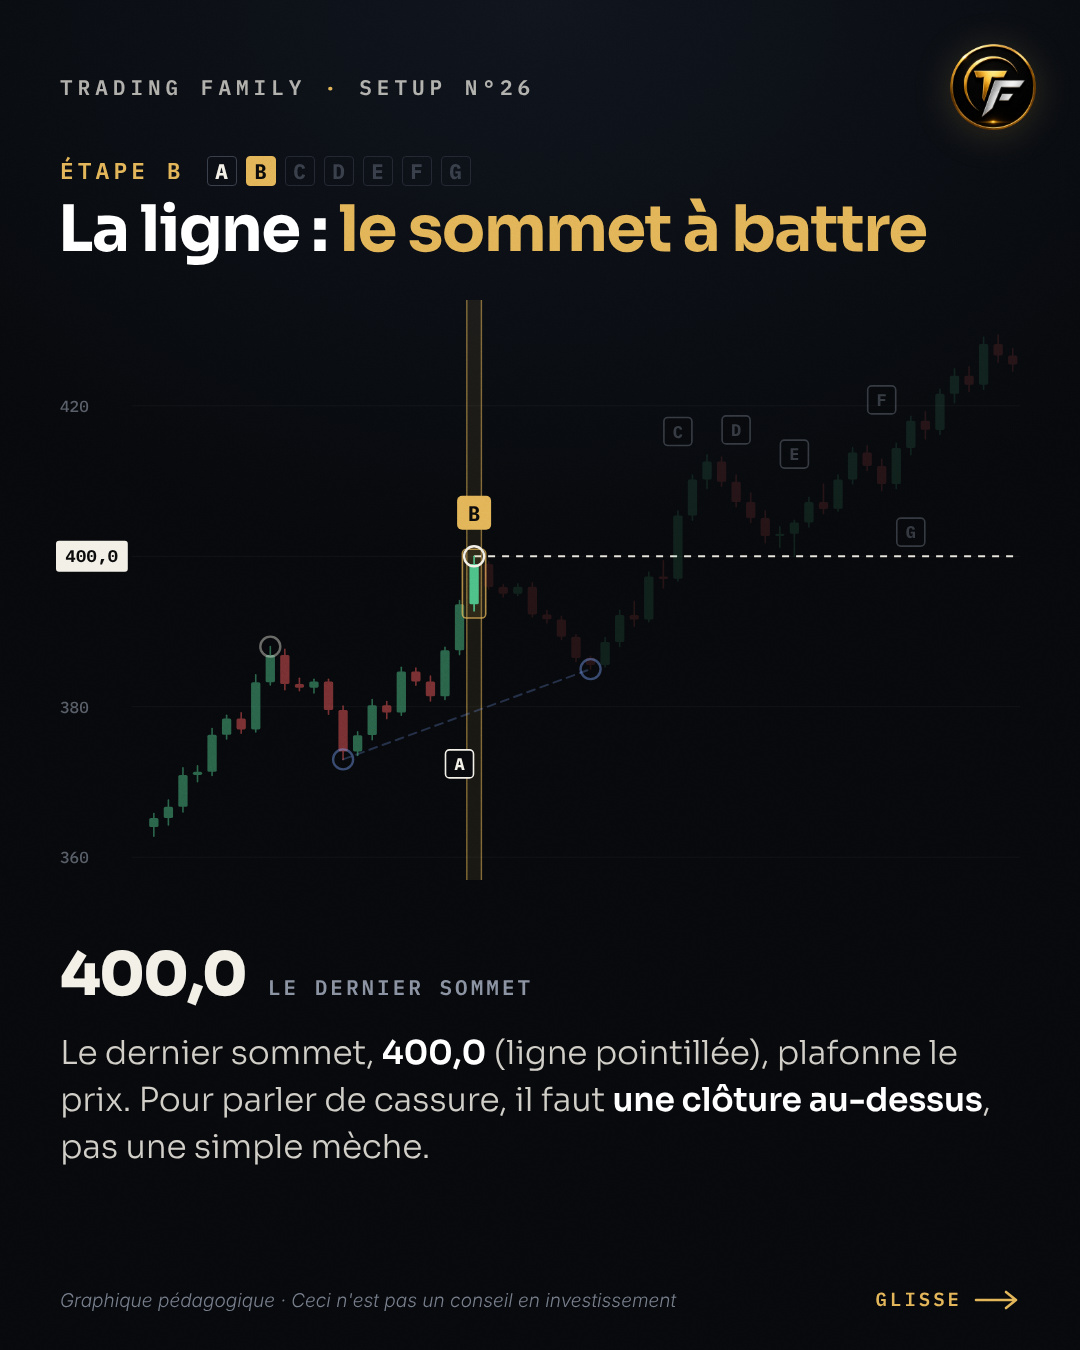 TRADING FAMILY · SETUP N°26
TF
ÉTAPE B A B C D E F G
La ligne : le sommet à battre
420
F
C
D
E
B
G
400,0
380
A
360
400,0 LE DERNIER SOMMET
Le dernier sommet, 400,0 (ligne pointillée), plafonne le
prix. Pour parler de cassure, il faut une clôture au-dessus,
pas une simple mèche.
Graphique pédagogique · Ceci n'est pas un conseil en investissement
GLISSE →